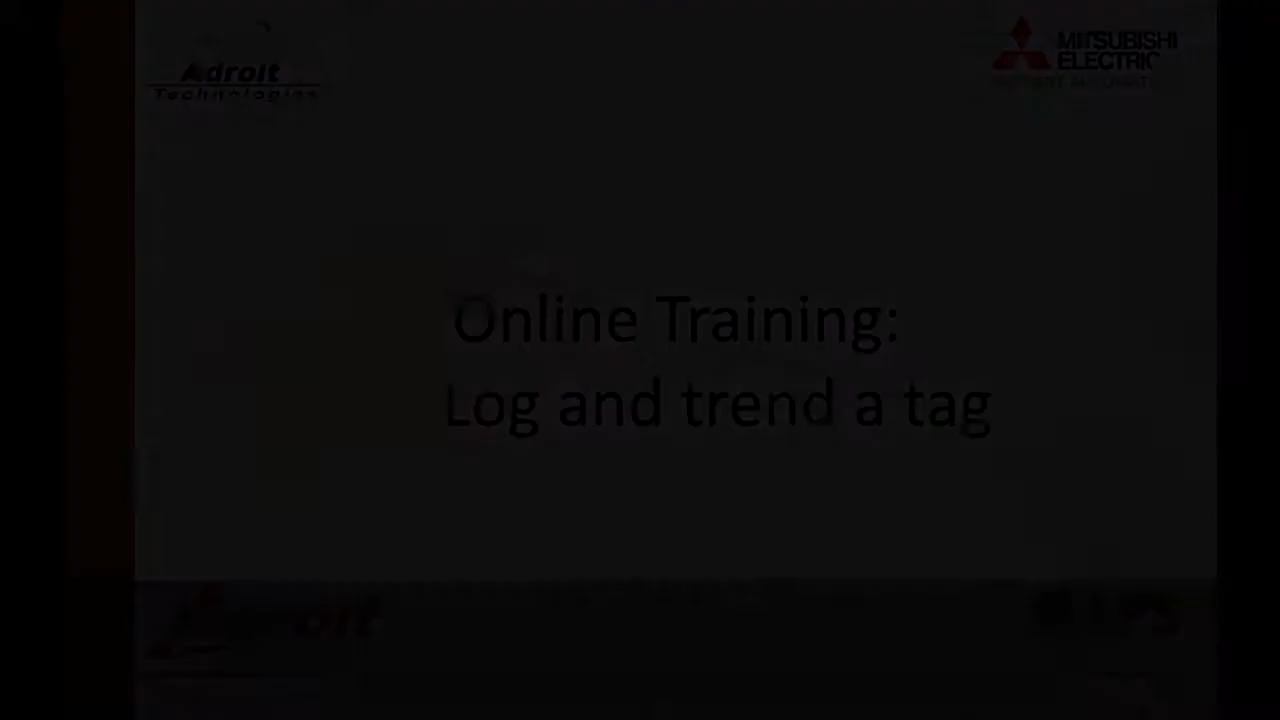 Adroit
Technologies
MITSUBISHI
ELECTRIC
Online Training:
Log and trend a tag